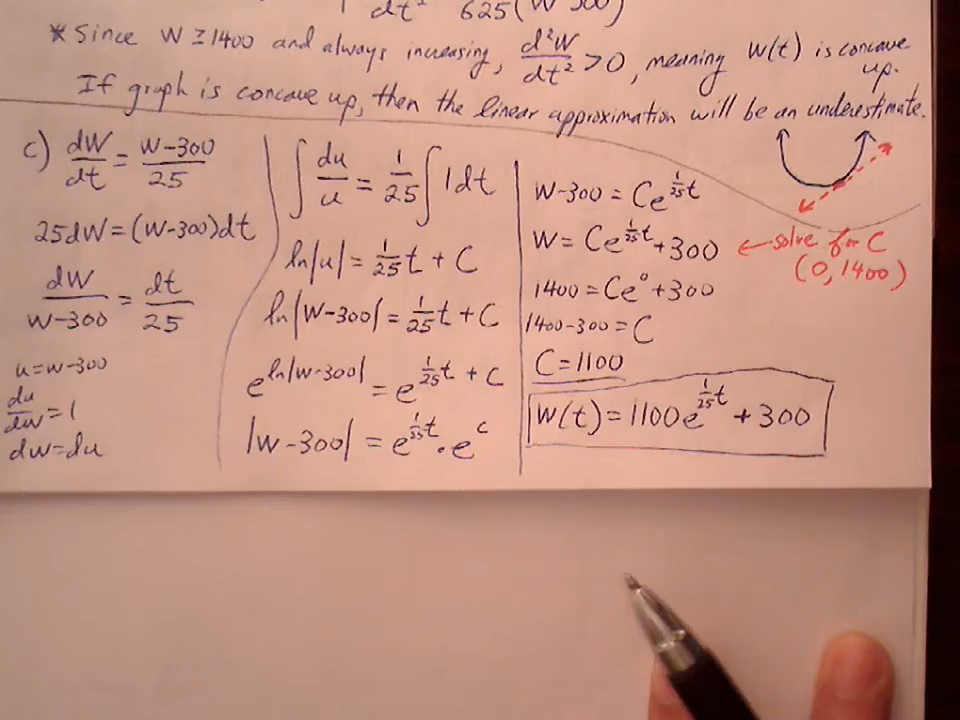 dt² 625(W-300)
* Since W ≥ 1400 and always increasing, d²W/dt² > 0, meaning W(t) is concave up.
If graph is concave up, then the linear approximation will be an underestimate.
c) dW/dt = W-300/25
25dW = (W-300)dt
dW/W-300 = dt/25
u = W-300
du/dW = 1
dW = du
∫ du/u = 1/25 ∫ 1dt
ln|u| = 1/25 t + C
ln|W-300| = 1/25 t + C
e^ln|W-300| = e^(1/25 t + C)
|W-300| = e^(1/25 t) · e^C
W-300 = Ce^(1/25 t)
W = Ce^(1/25 t) + 300 ← solve for C
(0, 1400)
1400 = Ce⁰ + 300
1400-300 = C
C = 1100
W(t) = 1100e^(1/25 t) + 300